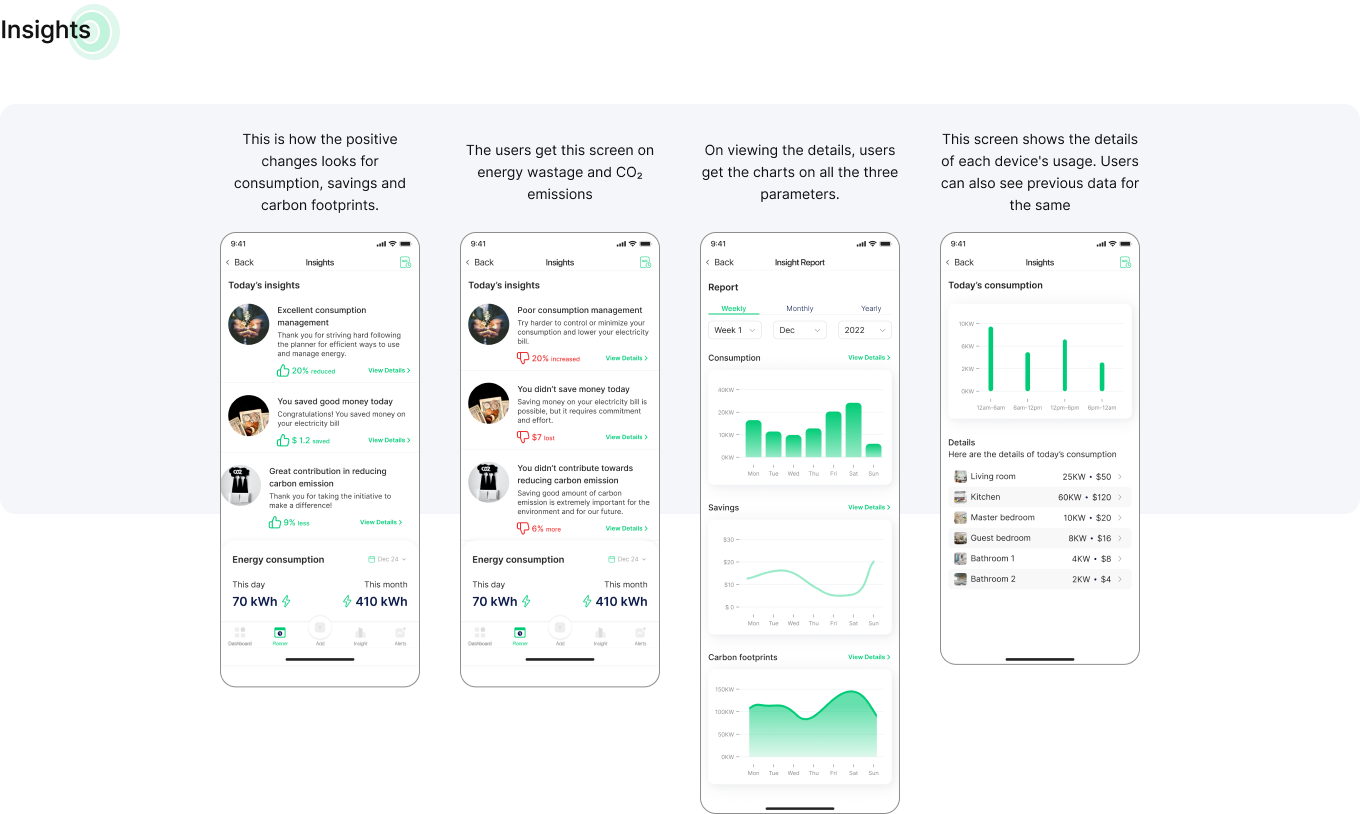 Insights
This is how the positive
changes looks for
consumption, savings and
carbon footprints.
9:41
Back
Insights
Today's insights
Excellent consumption
management
Thank you for striving hard following
the planner for efficient ways to use
and manage energy.
20% reduced
View Details
You saved good money today
Congratulations! You saved money on
your electricity bill
$ 1.2 saved
View Details
CO2
Great contribution in reducing
carbon emission
Thank you for taking the initiative to
make a difference!
9% less
View Details
Energy consumption
Dec 24
This day
This month
70 kWh
410 kWh
Dashboard
Planner
Add
Insight
Alerts
The users get this screen on
energy wastage and CO₂
emissions
9:41
Back
Insights
Today's insights
Poor consumption management
Try harder to control or minimize your
consumption and lower your electricity
bill.
20% increased
View Details
You didn't save money today
Saving money on your electricity bill is
possible, but it requires commitment
and effort.
$7 lost
View Details
CO2
You didn't contribute towards
reducing carbon emission
Saving good amount of carbon
emission is extremely important for the
environment and for our future.
6% more
View Details
Energy consumption
Dec 24
This day
This month
70 kWh
410 kWh
Dashboard
Planner
Add
Insight
Alerts
On viewing the details, users
get the charts on all the three
parameters.
9:41
Back
Insight Report
Report
Weekly
Monthly
Yearly
Week 1
Dec
2022
Consumption
View Details
40KW
20KW
10KW
0KW
Mon Tue Wed Thu Fri Sat Sun
Savings
View Details
$30
$20
$10
$ 0
Mon Tue Wed Thu Fri Sat Sun
Carbon footprints
View Details
150KW
100KW
50KW
0KW
Mon Tue Wed Thu Fri Sat Sun
This screen shows the details
of each device's usage. Users
can also see previous data for
the same
9:41
Back
Insights
Today's consumption
10KW
6KW
2KW
0KW
12am-6am 6am-12pm 12pm-6pm 6pm-12am
Details
Here are the details of today's consumption
Living room 25KW • $50
Kitchen 60KW • $120
Master bedroom 10KW • $20
Guest bedroom 8KW • $16
Bathroom 1 4KW • $8
Bathroom 2 2KW • $4